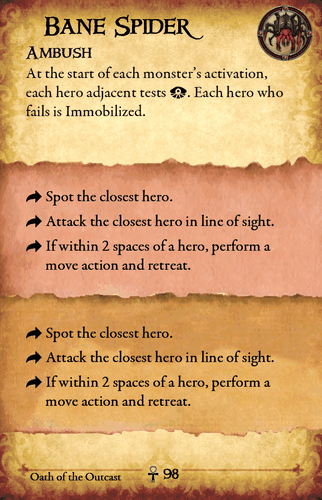 Bane Spider
Ambush
At the start of each monster's activation,
each hero adjacent tests . Each hero who
fails is Immobilized.
Spot the closest hero.
Attack the closest hero in line of sight.
If within 2 spaces of a hero, perform a
move action and retreat.
Spot the closest hero.
Attack the closest hero in line of sight.
If within 2 spaces of a hero, perform a
move action and retreat.
Oath of the Outcast ☥ 98